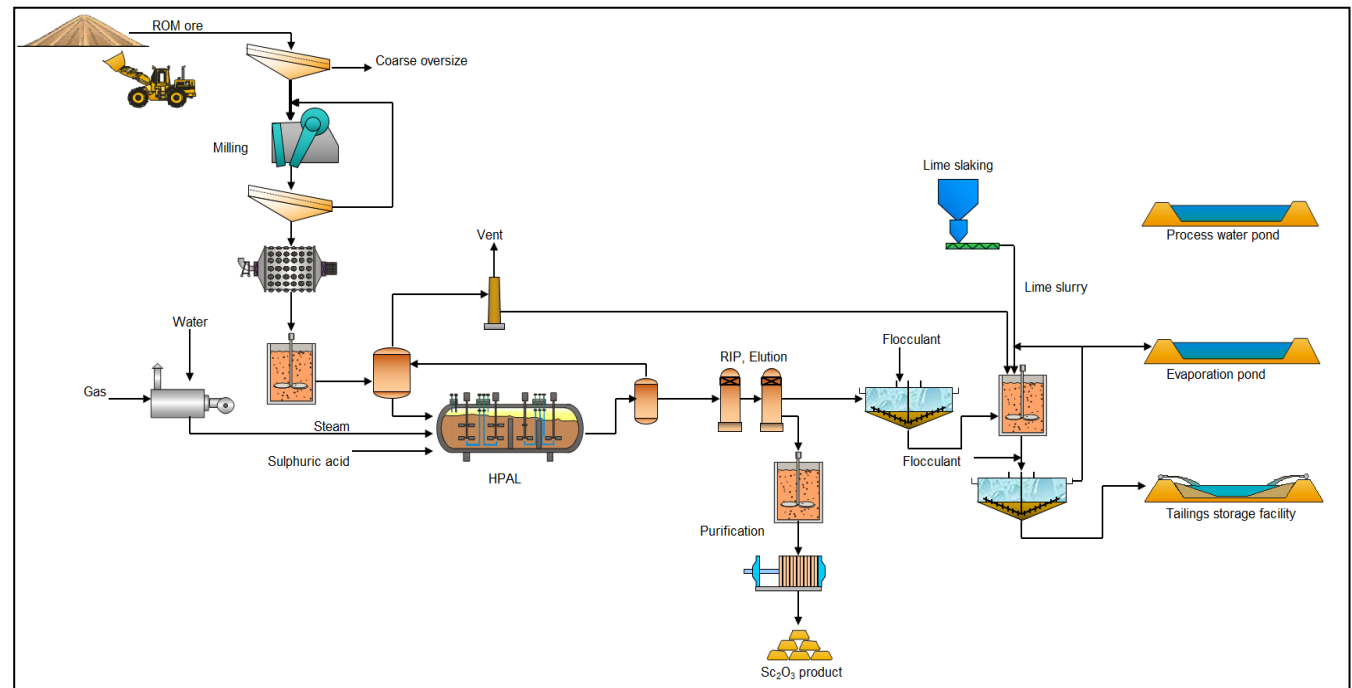 ROM ore
Coarse oversize
Milling
Lime slaking
Process water pond
Vent
Lime slurry
Water
Flocculant
RIP, Elution
Evaporation pond
Gas
Steam
Sulphuric acid
HPAL
Flocculant
Tailings storage facility
Purification
Sc₂O₃ product